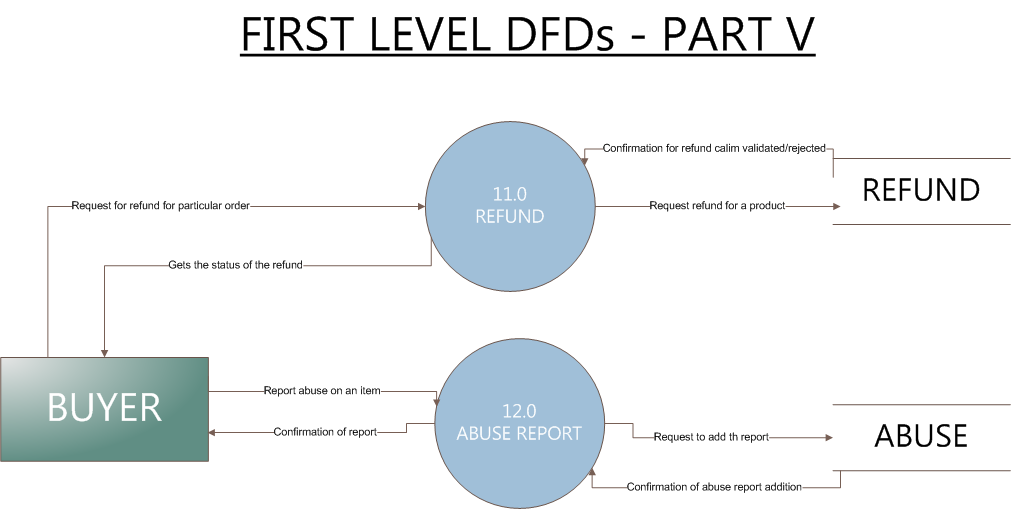 FIRST LEVEL DFDs - PART V
Confirmation for refund calim validated/rejected
11.0
REFUND
REFUND
Request for refund for particular order
Request refund for a product
Gets the status of the refund
BUYER
Report abuse on an item
12.0
ABUSE REPORT
Confirmation of report
Request to add th report
ABUSE
Confirmation of abuse report addition